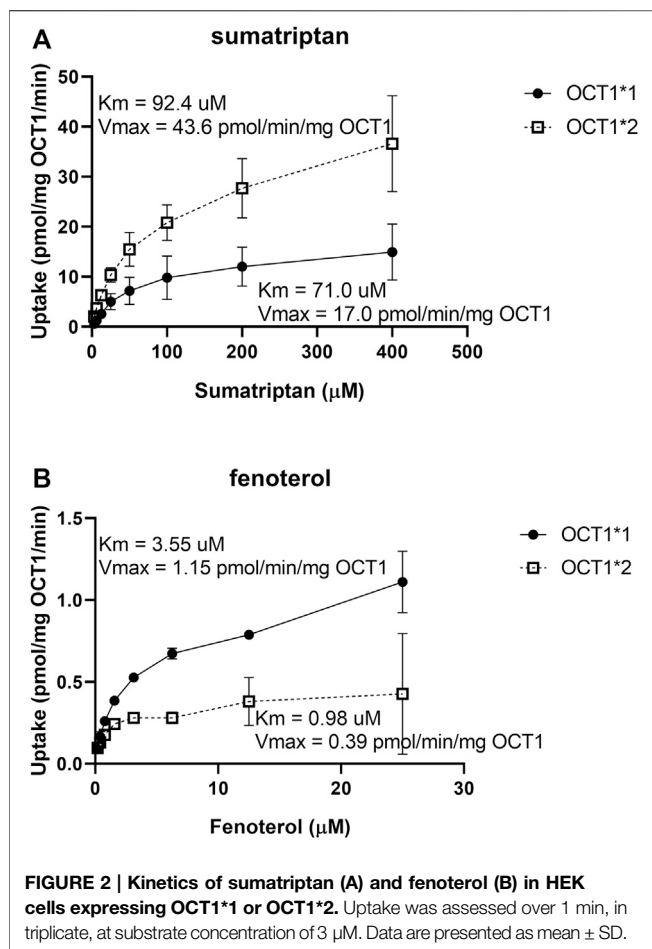 A
sumatriptan
Uptake (pmol/mg OCT1/min)
50
40
30
20
10
0
Km = 92.4 uM
Vmax = 43.6 pmol/min/mg OCT1
Km = 71.0 uM
Vmax = 17.0 pmol/min/mg OCT1
OCT1*1
OCT1*2
0 100 200 300 400 500
Sumatriptan (μM)
B
fenoterol
Uptake (pmol/mg OCT1/min)
1.5
1.0
0.5
0.0
Km = 3.55 uM
Vmax = 1.15 pmol/min/mg OCT1
Km = 0.98 uM
Vmax = 0.39 pmol/min/mg OCT1
OCT1*1
OCT1*2
0 10 20 30
Fenoterol (μM)
FIGURE 2 | Kinetics of sumatriptan (A) and fenoterol (B) in HEK
cells expressing OCT1*1 or OCT1*2. Uptake was assessed over 1 min, in
triplicate, at substrate concentration of 3 μM. Data are presented as mean ± SD.